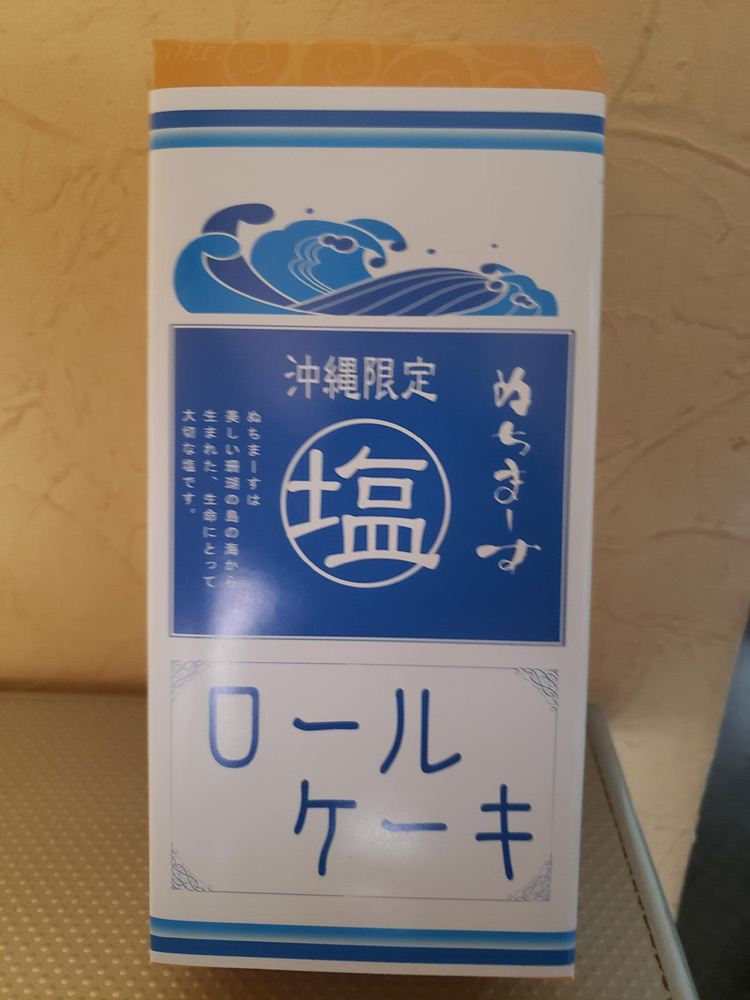 cake
沖縄限定
ぬちまーす
塩
ぬちまーすは
美しい珊瑚の島の海から
生まれた、生命にとって
大切な塩です。
ロール
ケーキ